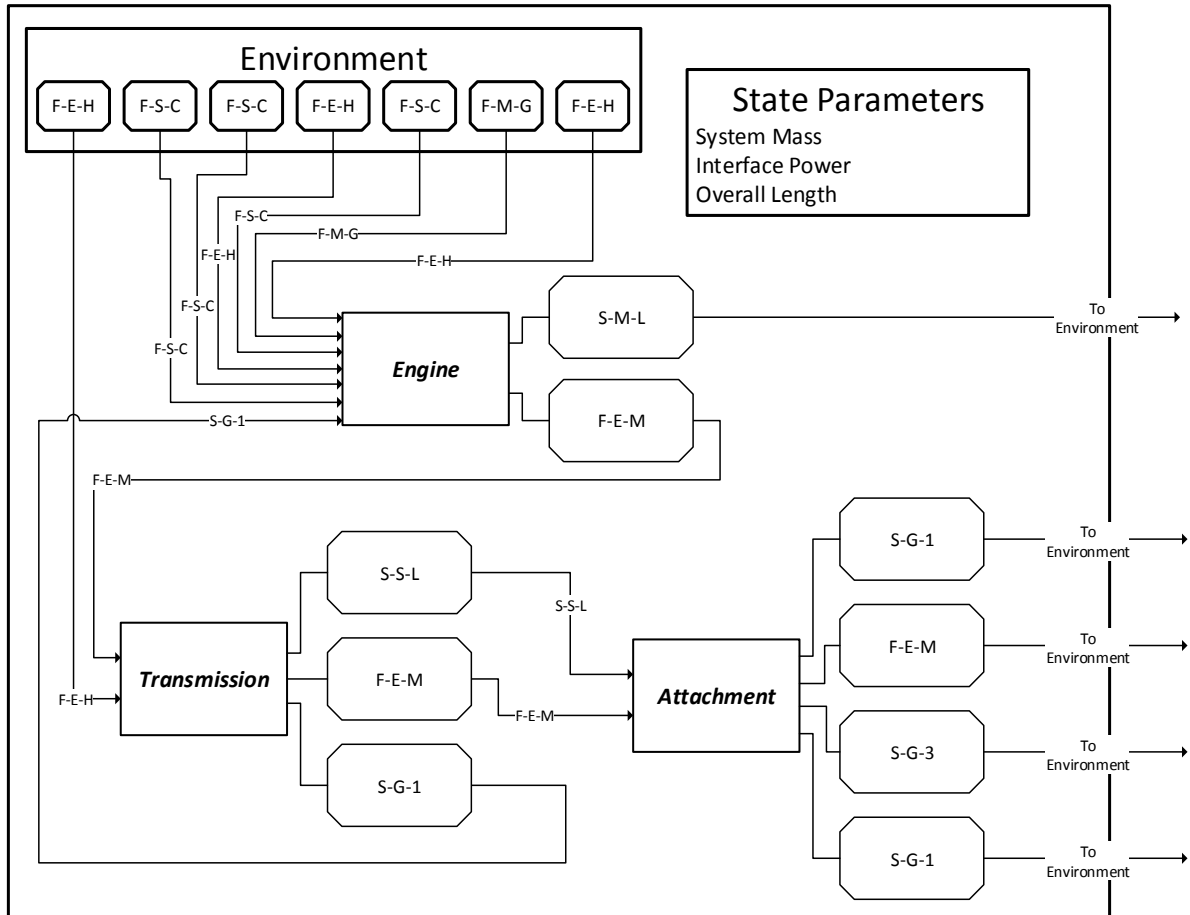 Environment
F-E-H F-S-C F-S-C F-E-H F-S-C F-M-G F-E-H
State Parameters
System Mass
Interface Power
Overall Length
F-S-C
F-M-G
F-E-H
F-E-H
F-S-C
F-S-C
S-G-1
Engine
S-M-L
To
Environment
F-E-M
F-E-M
F-E-H
Transmission
S-S-L
F-E-M
S-G-1
S-S-L
F-E-M
Attachment
S-G-1
To
Environment
F-E-M
To
Environment
S-G-3
To
Environment
S-G-1
To
Environment